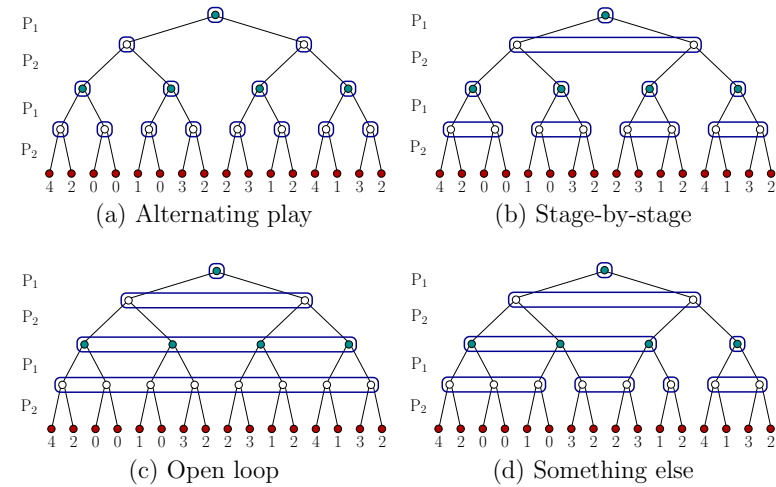 P1
P2
P1
P2
4 2 0 0 1 0 3 2 2 3 1 2 4 1 3 2
(a) Alternating play
P1
P2
P1
P2
4 2 0 0 1 0 3 2 2 3 1 2 4 1 3 2
(b) Stage-by-stage
P1
P2
P1
P2
4 2 0 0 1 0 3 2 2 3 1 2 4 1 3 2
(c) Open loop
P1
P2
P1
P2
4 2 0 0 1 0 3 2 2 3 1 2 4 1 3 2
(d) Something else